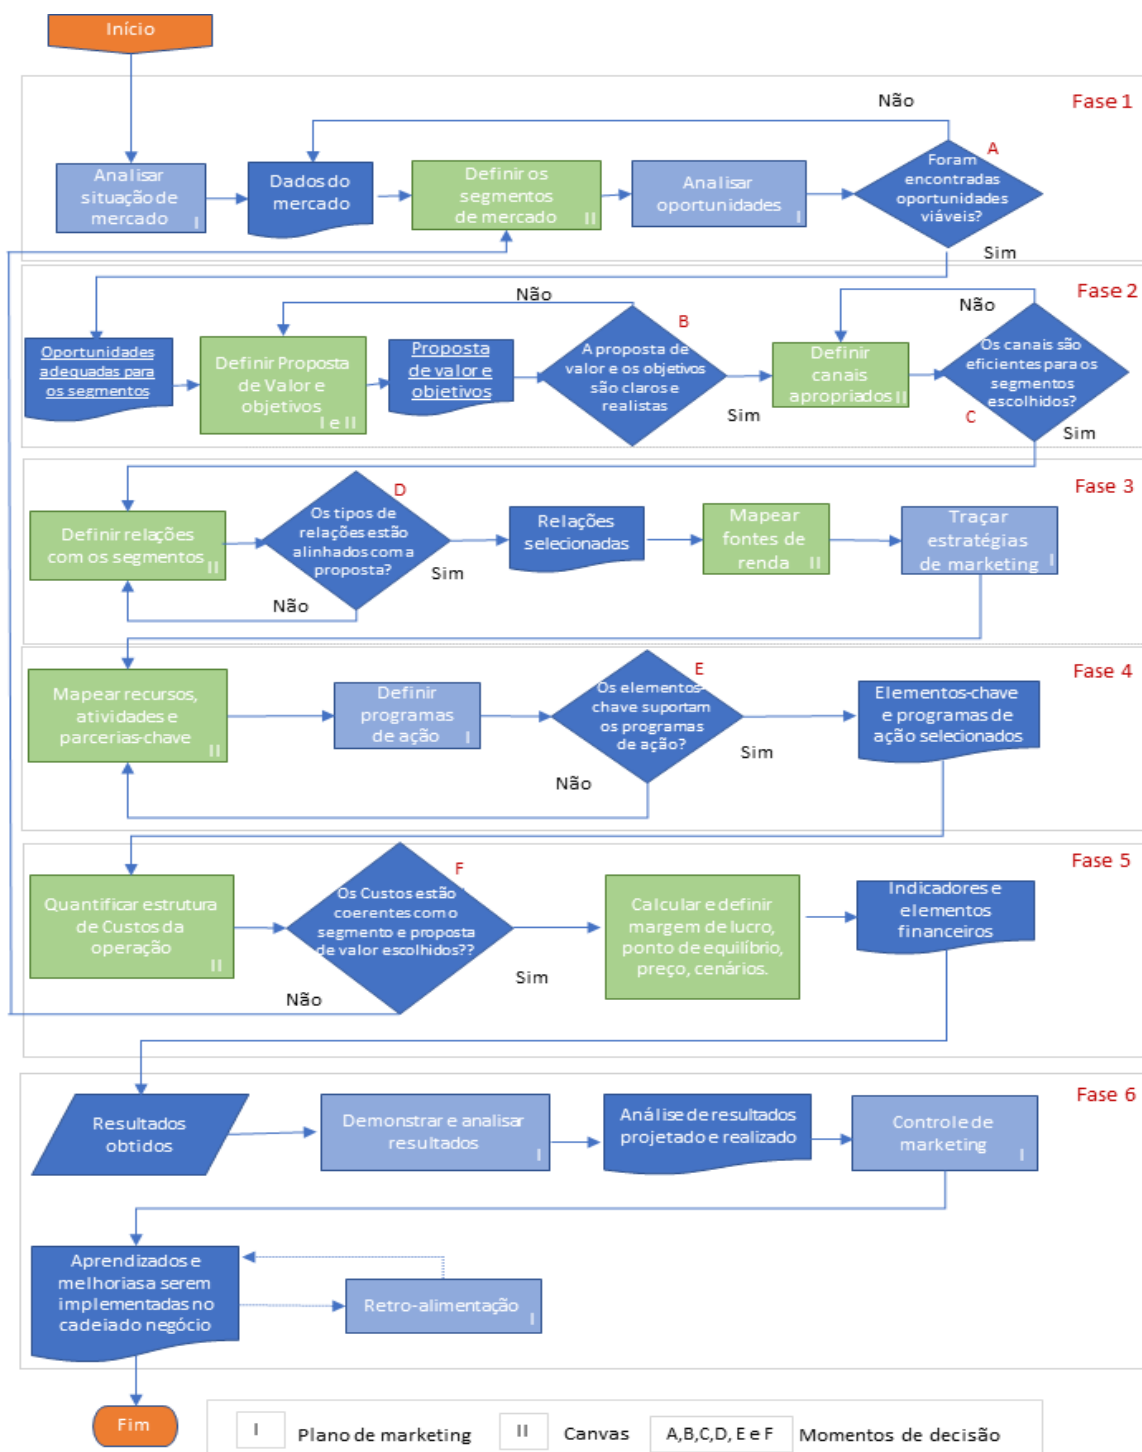 Início
Fase 1
Não
A
Analisar
situação de
mercado
I
Dados do
mercado
Definir os
segmentos
de mercado
II
Analisar
oportunidades
I
Foram
encontradas
oportunidades
viáveis?
Sim
Fase 2
Não
Não
B
Oportunidades
adequadas para
os segmentos
Definir Proposta
de Valor e
objetivos
I e II
Proposta
de valor e
objetivos
A proposta de
valor e os objetivos
são claros e
realistas
Sim
Definir
canais
apropriados
II
Os canais são
eficientes para os
segmentos
escolhidos?
C
Sim
Fase 3
D
Definir relações
com os segmentos
II
Os tipos de
relações estão
alinhados com a
proposta?
Sim
Não
Relações
selecionadas
Mapear
fontes de
renda
II
Traçar
estratégias
de marketing
I
Fase 4
E
Mapear recursos,
atividades e
parcerias-chave
II
Definir
programas
de ação
I
Os elementos-
chave suportam
os programas
de ação?
Sim
Não
Elementos-chave
e programas de
ação selecionados
Fase 5
F
Quantificar estrutura
de Custos da
operação
II
Os Custos estão
coerentes com o
segmento e proposta
de valor escolhidos??
Sim
Não
Calcular e definir
margem de lucro,
ponto de equilíbrio,
preço, cenários.
Indicadores e
elementos
financeiros
Fase 6
Resultados
obtidos
Demonstrar e analisar
resultados
I
Análise de resultados
projetado e realizado
Controle de
marketing
I
Aprendizados e
melhorias a serem
implementadas no
cadeia do negócio
Retro-alimentação
I
Fim
I Plano de marketing II Canvas A,B,C,D, E e F Momentos de decisão